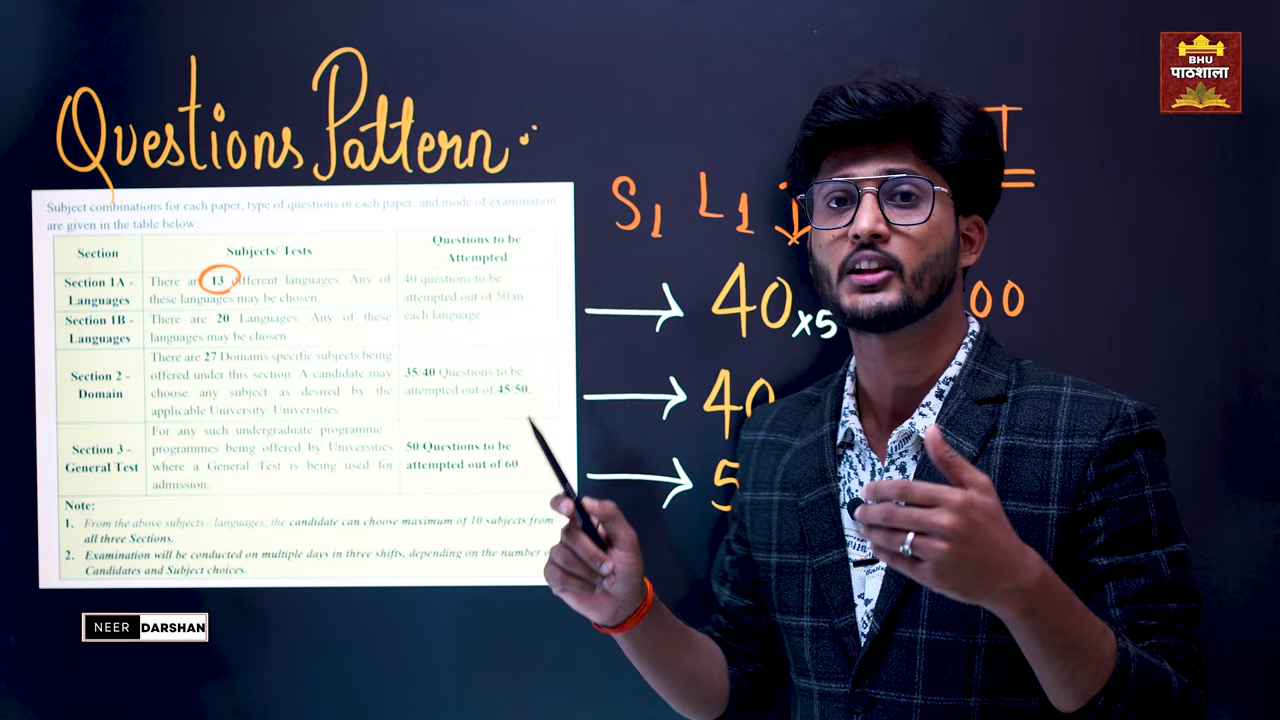 Questions Pattern
BHU
पाठशाला
T
S1 L1
Subject combinations for each paper, type of questions in each paper, and mode of examination
are given in the table below:
Section
Subjects/ Tests
Questions to be
Attempted
Section 1A -
Languages
There are 13 different languages. Any of
these languages may be chosen.
40 questions to be
attempted out of 50 in
each language
Section 1B -
Languages
There are 20 Languages. Any of these
languages may be chosen.
Section 2 -
Domain
There are 27 Domains specific subjects being
offered under this section. A candidate may
choose any subject as desired by the
applicable University/ Universities
35/40 Questions to be
attempted out of 45/50.
Section 3 -
General Test
For any such undergraduate programme
programmes being offered by Universities
where a General Test is being used for
admission.
50 Questions to be
attempted out of 60
Note:
1. From the above subjects / languages, the candidate can choose maximum of 10 subjects from
all three Sections.
2. Examination will be conducted on multiple days in three shifts, depending on the number
Candidates and Subject choices.
40 x5 00
40
5
NEER DARSHAN